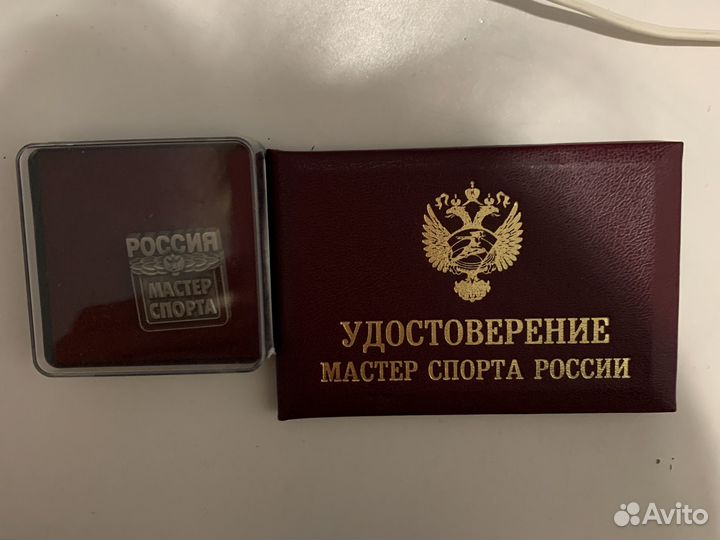 РОССИЯ
МАСТЕР
СПОРТА
УДОСТОВЕРЕНИЕ
МАСТЕР СПОРТА РОССИИ
Avito